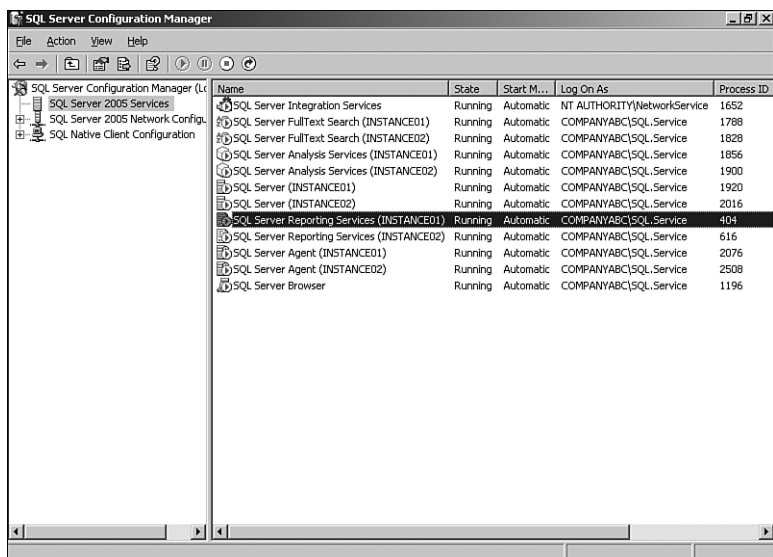 SQL Server Configuration Manager
File Action View Help
SQL Server Configuration Manager (Lo
SQL Server 2005 Services
SQL Server 2005 Network Configu
SQL Native Client Configuration
Name State Start M... Log On As Process ID
SQL Server Integration Services Running Automatic NT AUTHORITY\NetworkService 1652
SQL Server FullText Search (INSTANCE01) Running Automatic COMPANYABC\SQL.Service 1788
SQL Server FullText Search (INSTANCE02) Running Automatic COMPANYABC\SQL.Service 1828
SQL Server Analysis Services (INSTANCE01) Running Automatic COMPANYABC\SQL.Service 1856
SQL Server Analysis Services (INSTANCE02) Running Automatic COMPANYABC\SQL.Service 1900
SQL Server (INSTANCE01) Running Automatic COMPANYABC\SQL.Service 1920
SQL Server (INSTANCE02) Running Automatic COMPANYABC\SQL.Service 2016
SQL Server Reporting Services (INSTANCE01) Running Automatic COMPANYABC\SQL.Service 404
SQL Server Reporting Services (INSTANCE02) Running Automatic COMPANYABC\SQL.Service 616
SQL Server Agent (INSTANCE01) Running Automatic COMPANYABC\SQL.Service 2076
SQL Server Agent (INSTANCE02) Running Automatic COMPANYABC\SQL.Service 2508
SQL Server Browser Running Automatic COMPANYABC\SQL.Service 1196